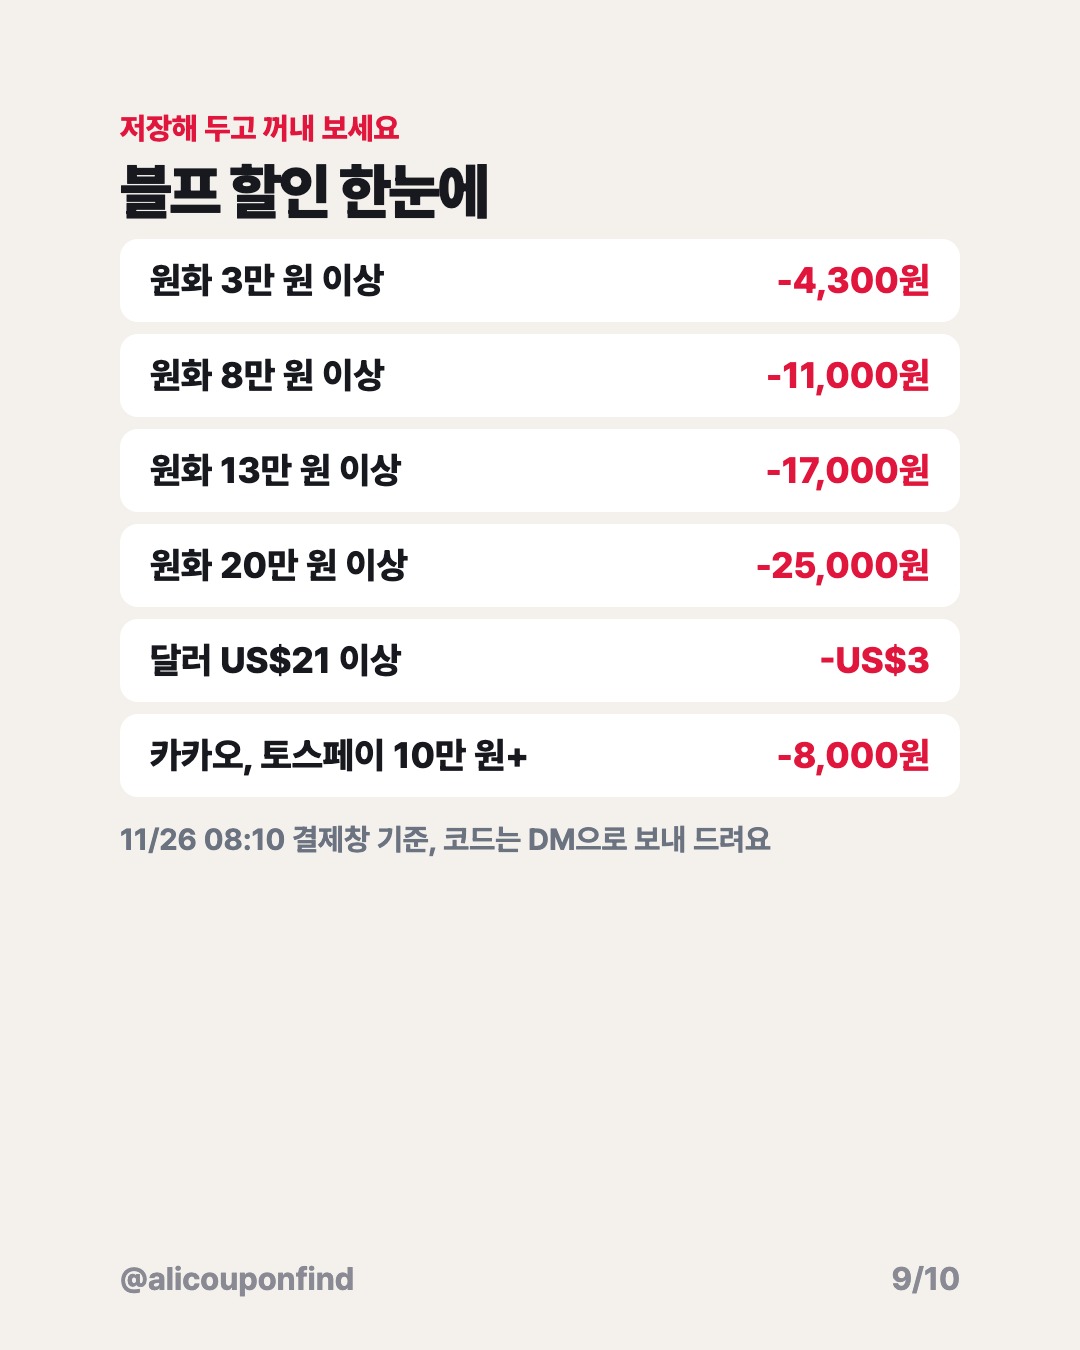 저장해 두고 꺼내 보세요
블프 할인 한눈에
원화 3만 원 이상 -4,300원
원화 8만 원 이상 -11,000원
원화 13만 원 이상 -17,000원
원화 20만 원 이상 -25,000원
달러 US$21 이상 -US$3
카카오, 토스페이 10만 원+ -8,000원
11/26 08:10 결제창 기준, 코드는 DM으로 보내 드려요
@alicouponfind 9/10